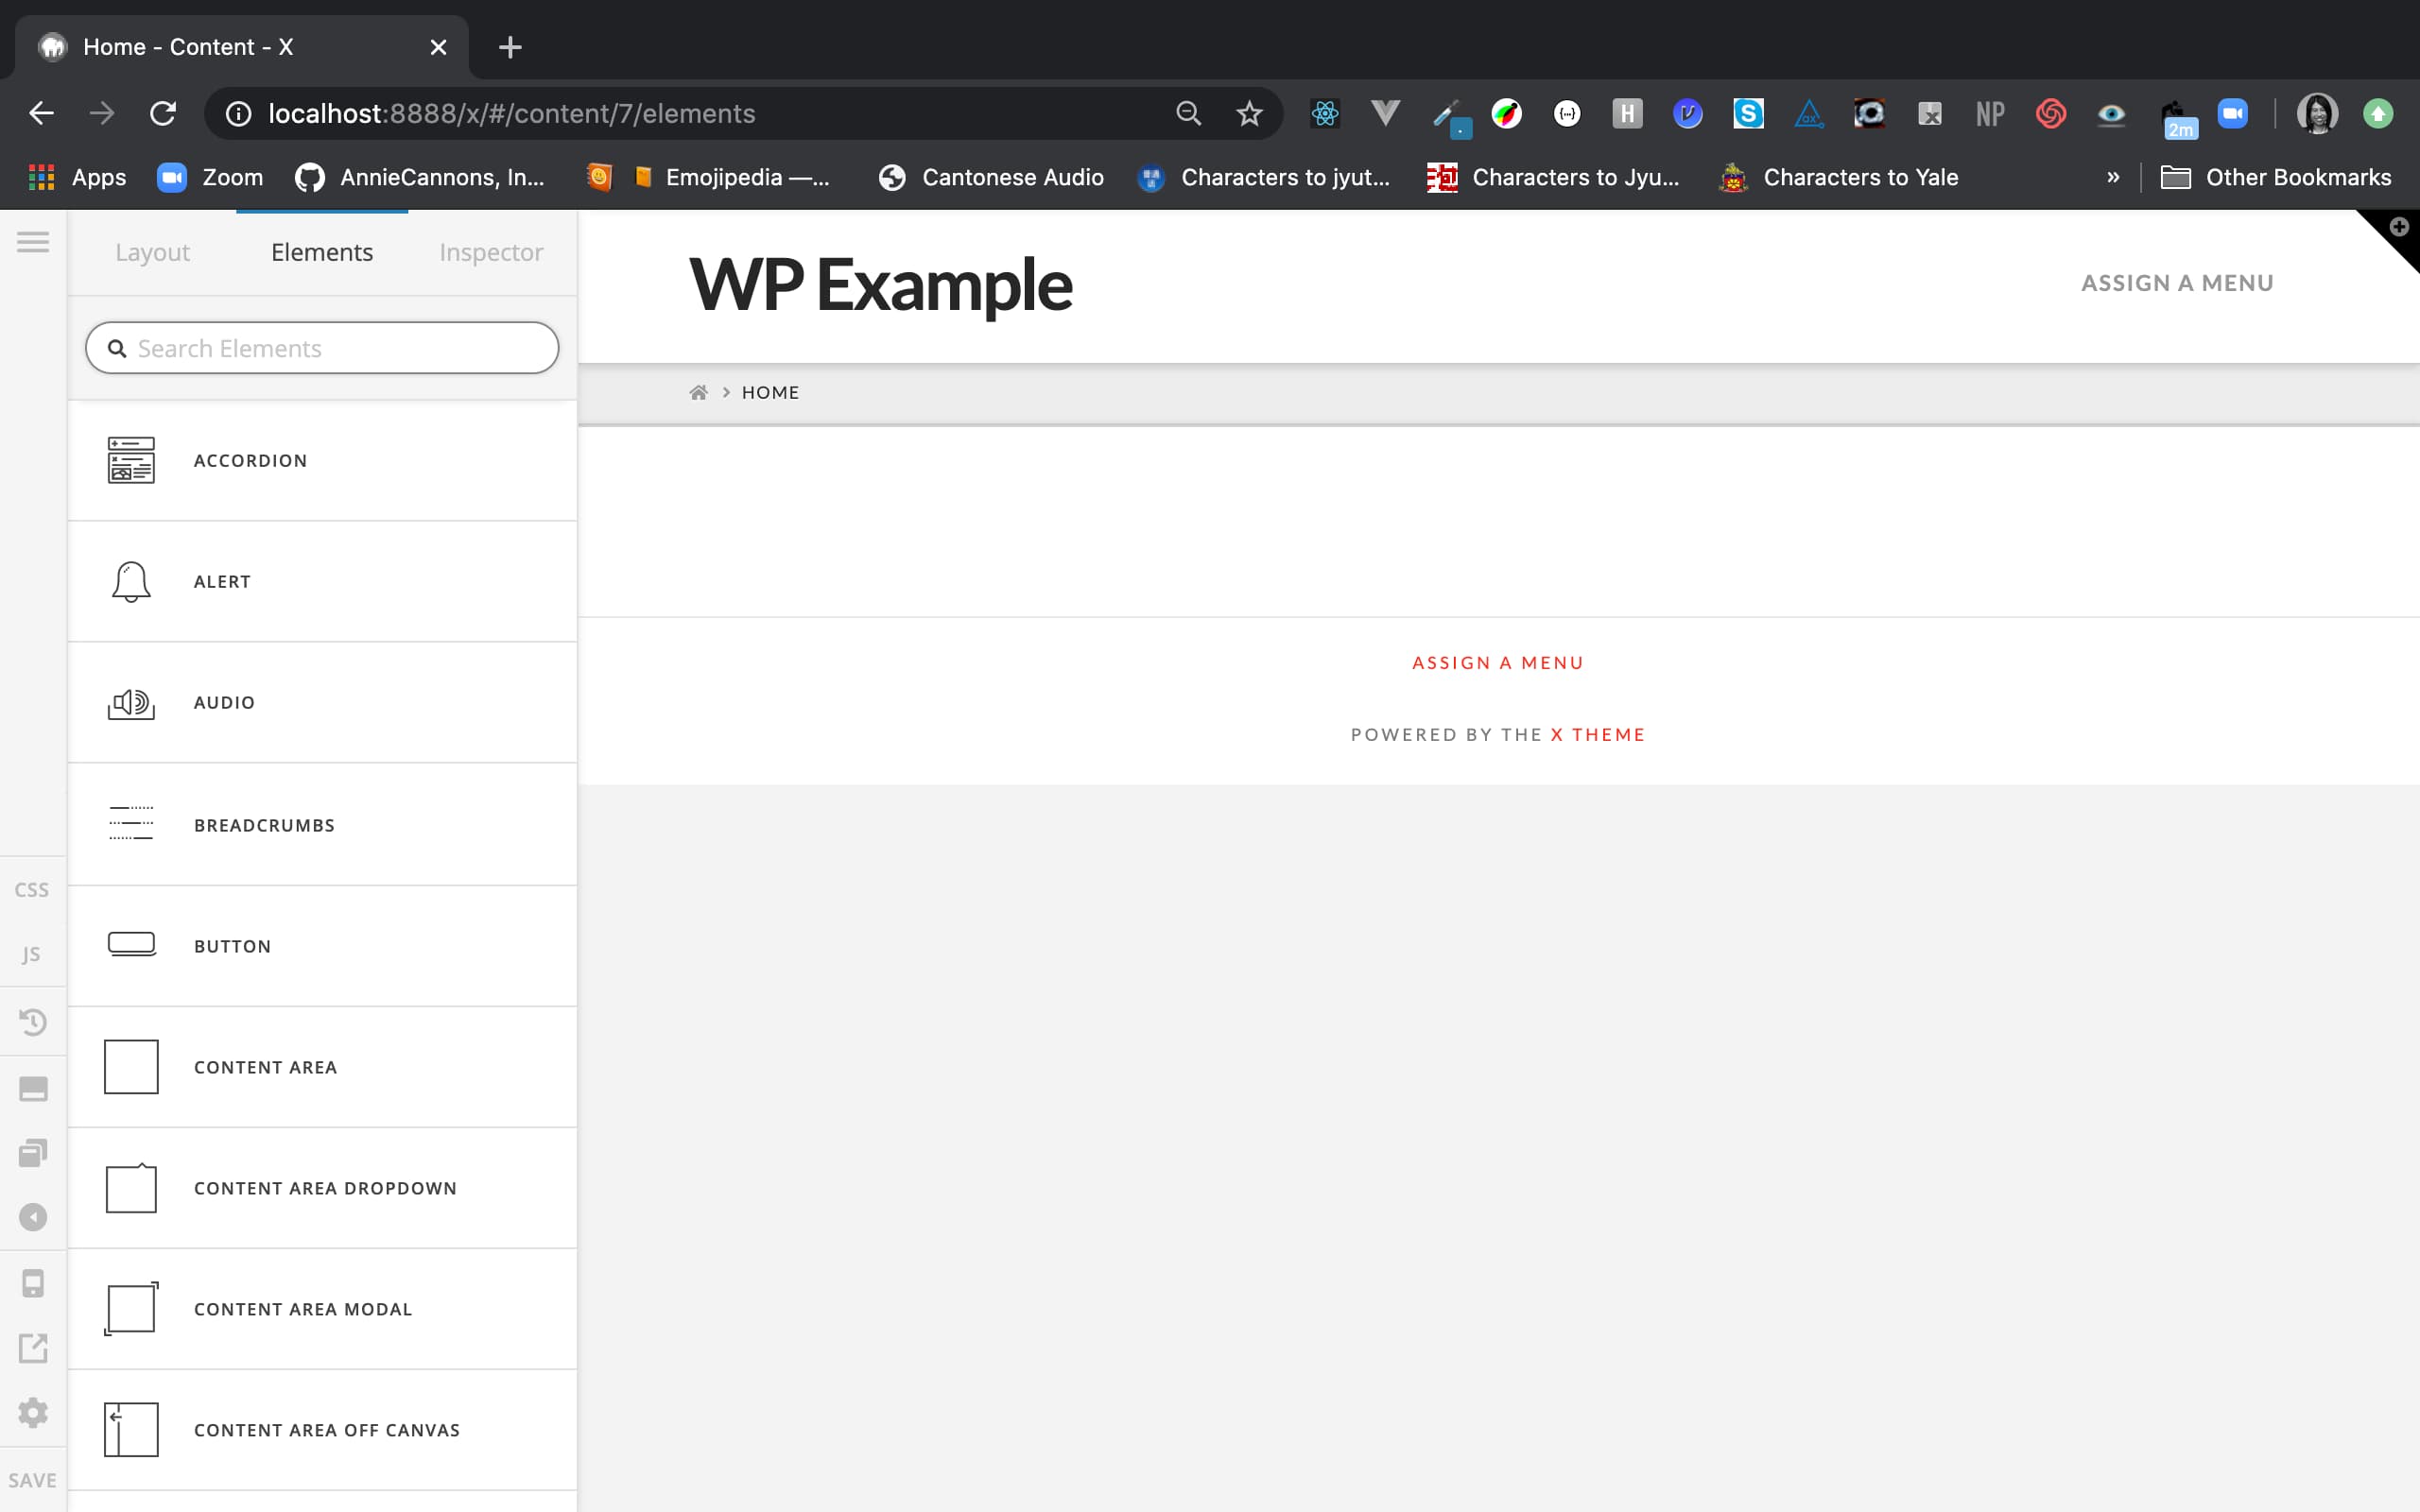 Home - Content - X
localhost:8888/x/#/content/7/elements
H
S
ax
NP
2m
Apps
Zoom
AnnieCannons, In...
Emojipedia —...
Cantonese Audio
Characters to jyut...
Characters to Jyu...
Characters to Yale
»
Other Bookmarks
Layout
Elements
Inspector
Search Elements
ACCORDION
ALERT
AUDIO
BREADCRUMBS
BUTTON
CONTENT AREA
CONTENT AREA DROPDOWN
CONTENT AREA MODAL
CONTENT AREA OFF CANVAS
CSS
JS
SAVE
WP Example
ASSIGN A MENU
HOME
ASSIGN A MENU
POWERED BY THE X THEME